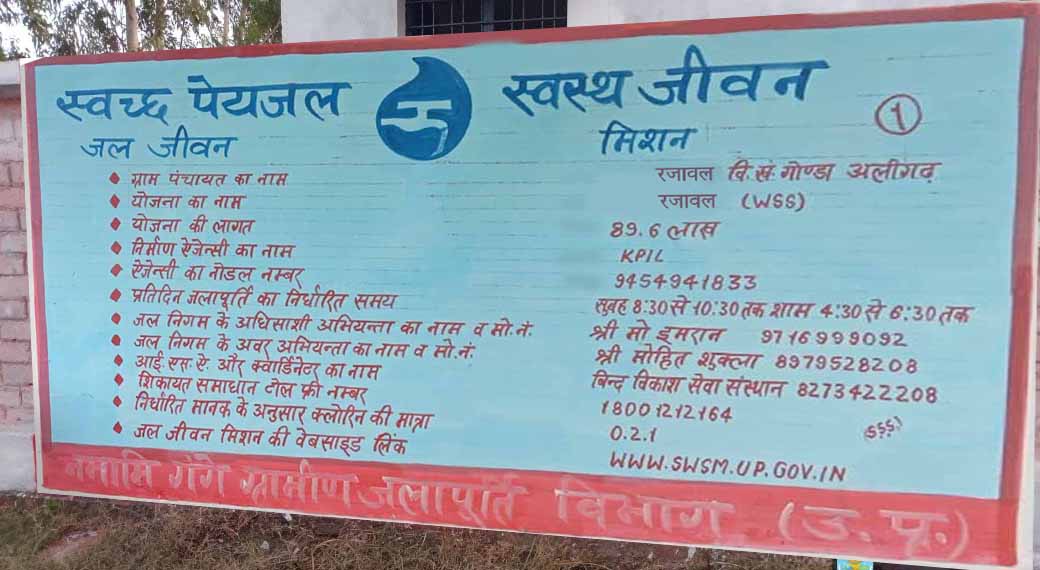 स्वच्छ पेयजल स्वस्थ जीवन
जल जीवन मिशन
1
ग्राम पंचायत का नाम रजावल वि.खं. गोण्डा अलीगढ़
योजना का नाम रजावल (WSS)
योजना की लागत 89.6 लाख
निर्माण ऐजेन्सी का नाम KPIL
ऐजेन्सी का नोडल नम्बर 9454941833
प्रतिदिन जलापूर्ति का निर्धारित समय सुबह 8:30 से 10:30 तक शाम 4:30 से 6:30 तक
जल निगम के अधिसाशी अभियन्ता का नाम व मो.नं. श्री मो इमरान 9716999092
जल निगम के अवर अभियन्ता का नाम व मो.नं: श्री मोहित शुक्ला 8979528208
आई.एस.ऐ. और क्वार्डिनेटर का नाम बिन्द विकाश सेवा संस्थान 8273422208
शिकायत समाधान टोल फ्री नम्बर 18001212164
निर्धारित मानक के अनुसार क्लोरिन की मात्रा 0.2.1
जल जीवन मिशन की वेबसाइड लिंक WWW.SWSM.UP.GOV.IN
नमामि गंगे ग्रामीण जलापूर्ति विभाग (उ.प्र.)